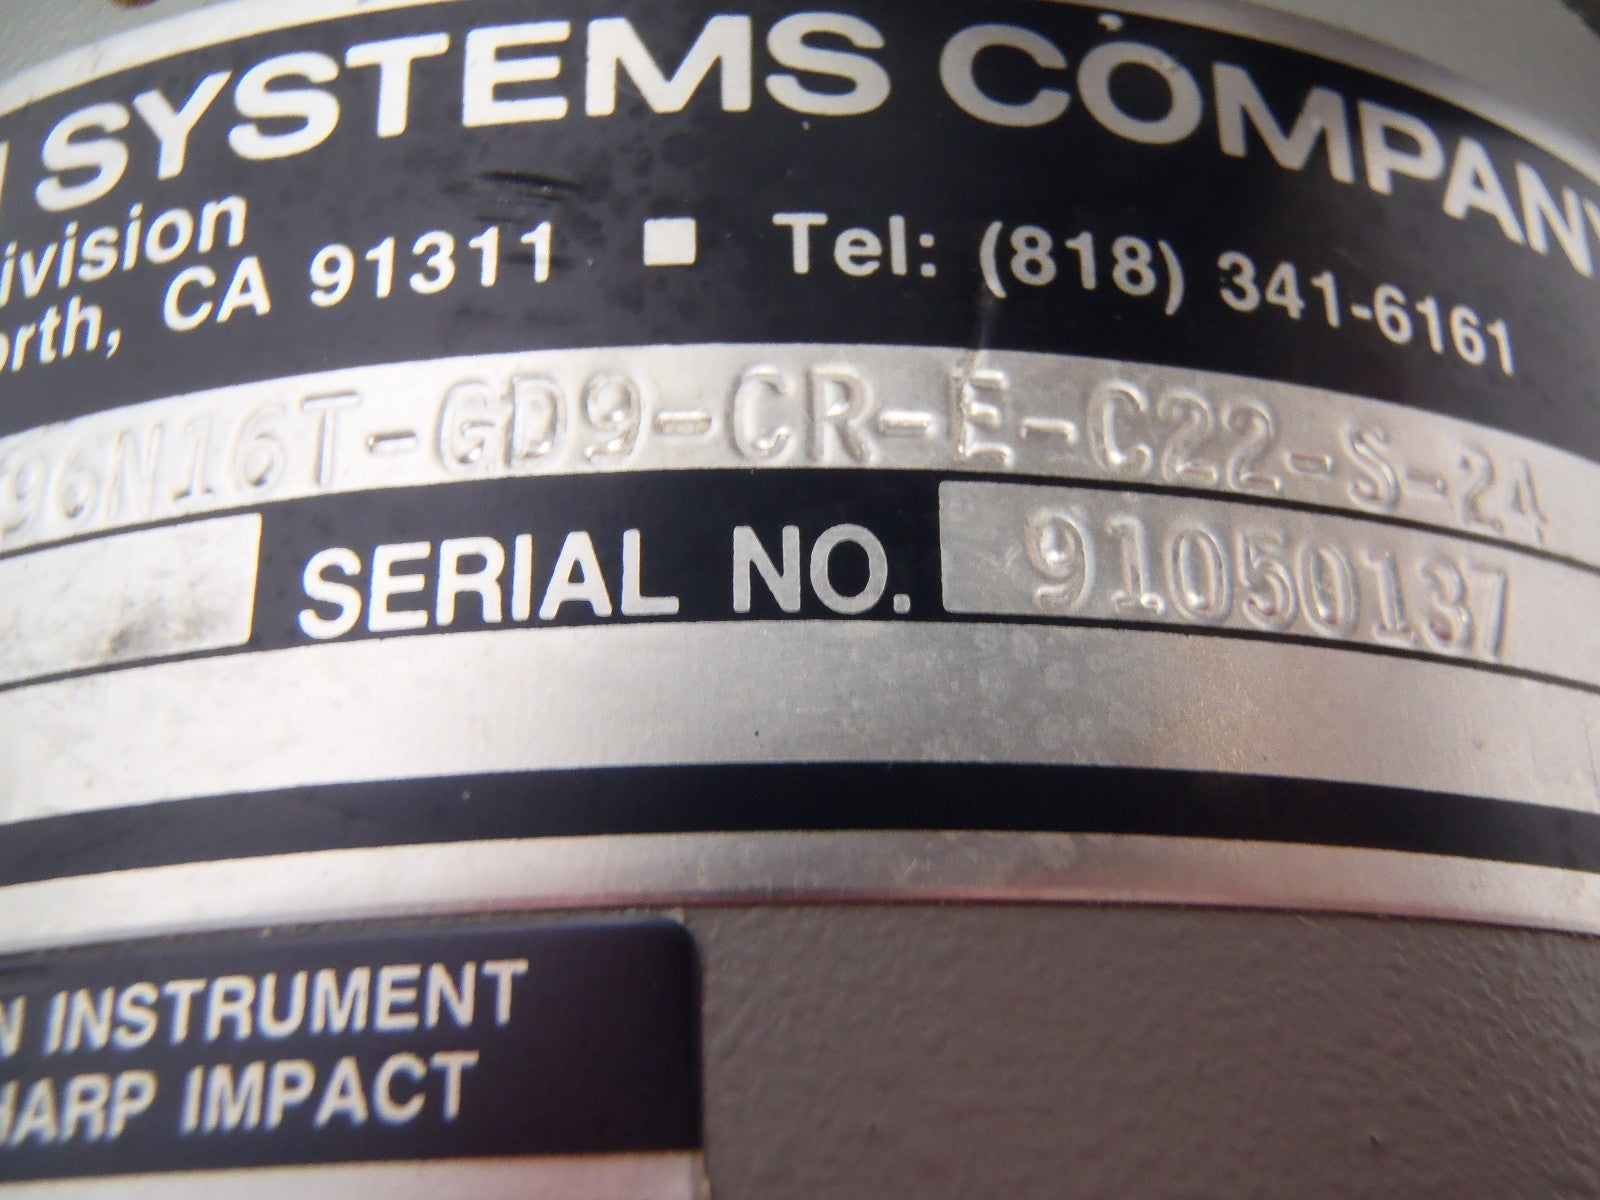 SYSTEMS COMPANY
ivision
orth, CA 91311 ■ Tel: (818) 341-6161
96N16T-GD9-CR-E-C22-S-24
SERIAL NO. 91050137
N INSTRUMENT
HARP IMPACT